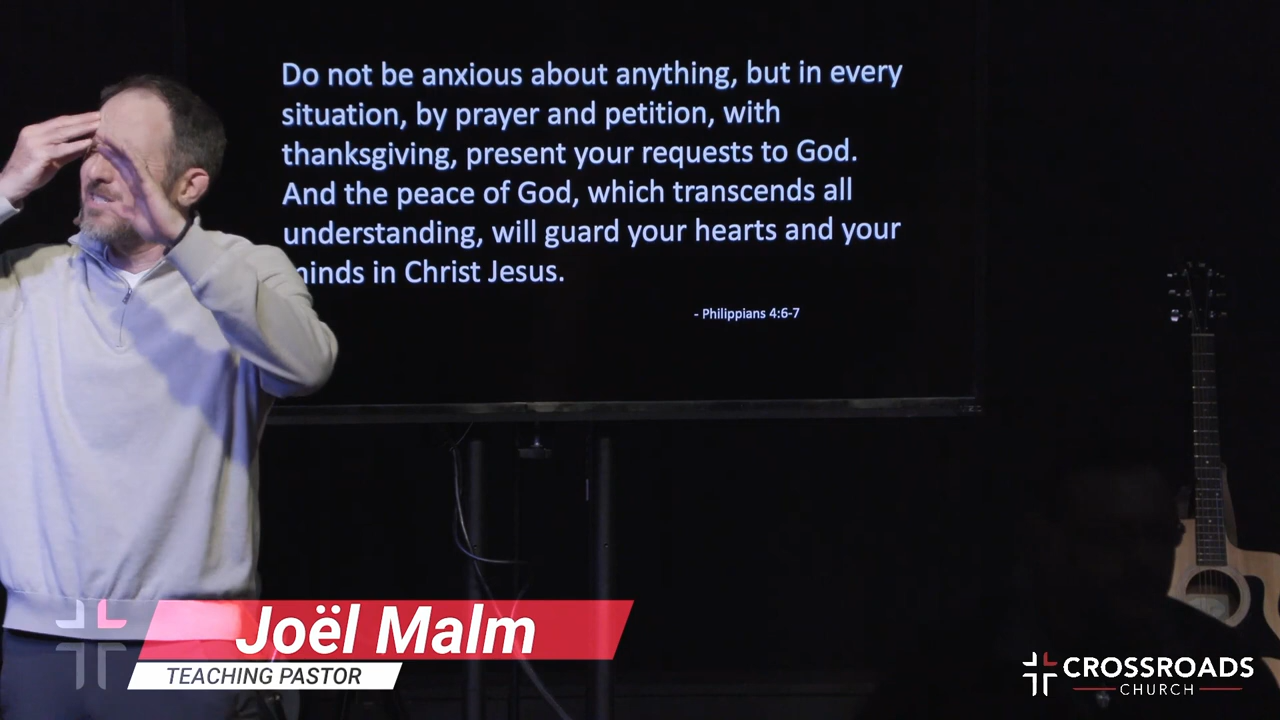 Do not be anxious about anything, but in every
situation, by prayer and petition, with
thanksgiving, present your requests to God.
And the peace of God, which transcends all
understanding, will guard your hearts and your
minds in Christ Jesus.
- Philippians 4:6-7
Joël Malm
TEACHING PASTOR
CROSSROADS
CHURCH